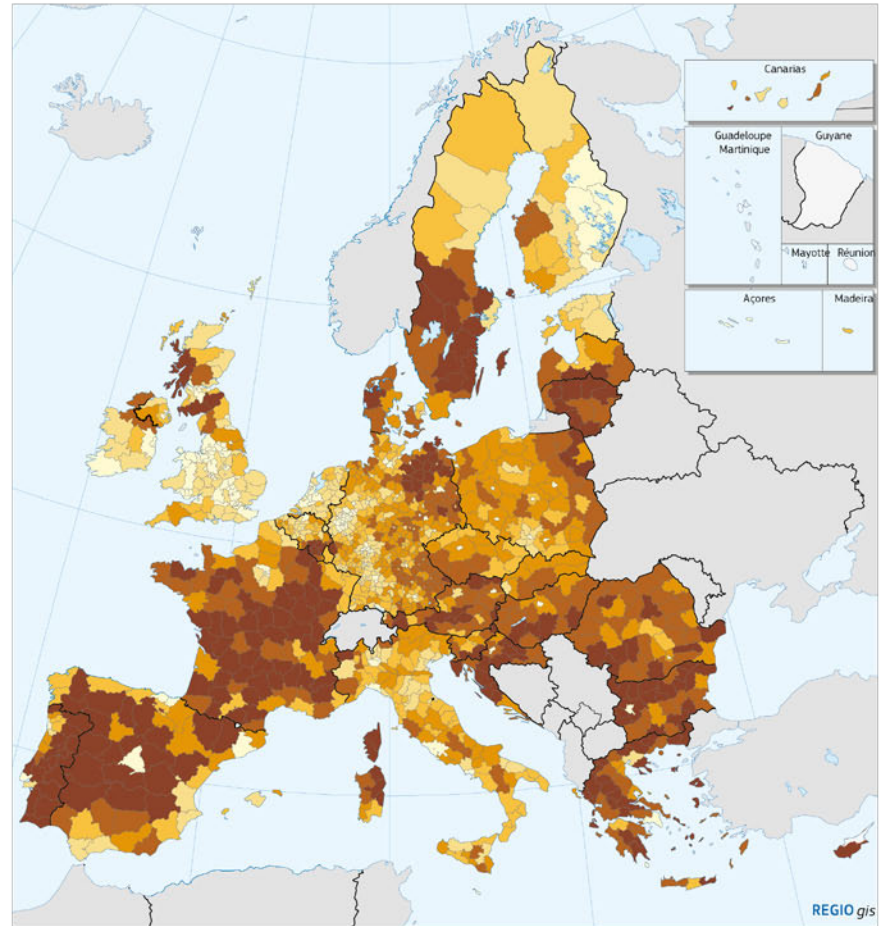 Canarias
Guadeloupe
Martinique
Guyane
Mayotte
Réunion
Açores
Madeira
REGIO gis